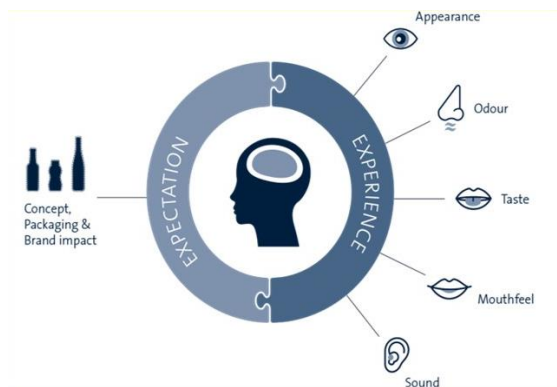 Appearance
Odour
EXPECTATION
EXPERIENCE
Concept,
Packaging &
Brand impact
Taste
Mouthfeel
Sound